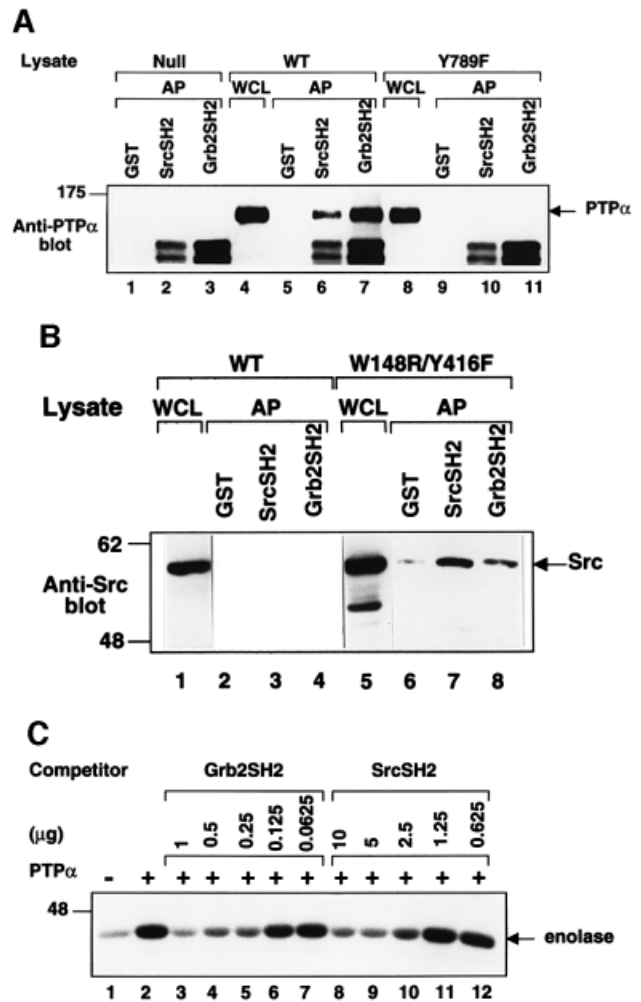 A
Lysate Null WT Y789F
AP WCL AP WCL AP
GST SrcSH2 Grb2SH2 GST SrcSH2 Grb2SH2 GST SrcSH2 Grb2SH2
175
Anti-PTPα
blot
PTPα
1 2 3 4 5 6 7 8 9 10 11
B
WT W148R/Y416F
Lysate WCL AP WCL AP
GST SrcSH2 Grb2SH2 GST SrcSH2 Grb2SH2
62
Src
Anti-Src
blot
48
1 2 3 4 5 6 7 8
C
Competitor Grb2SH2 SrcSH2
(μg) 1 0.5 0.25 0.125 0.0625 10 5 2.5 1.25 0.625
PTPα - + + + + + + + + + + +
48
enolase
1 2 3 4 5 6 7 8 9 10 11 12